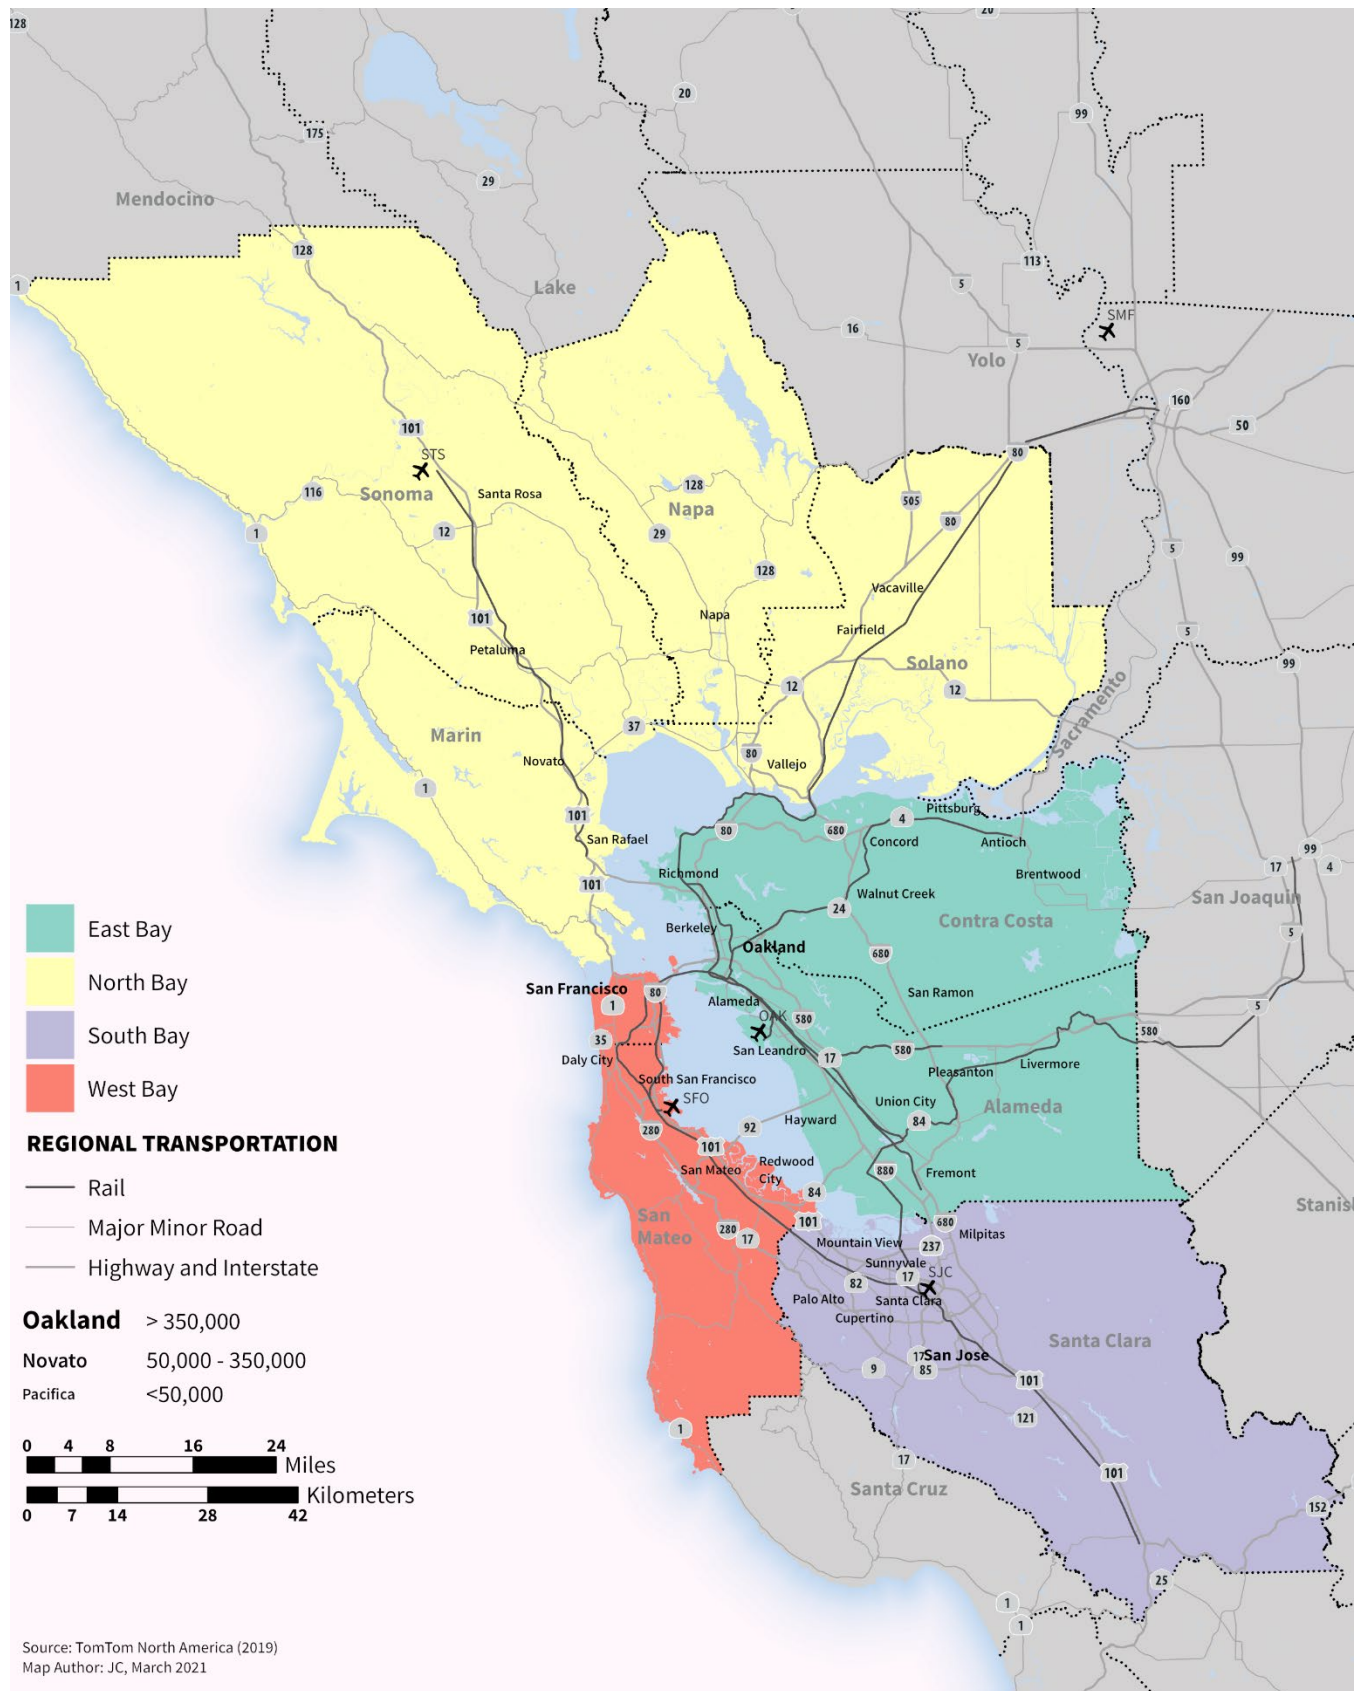 128
20
20
99
175
29
Mendocino
128
113
1
Lake
5
SMF
16
5
Yolo
160
50
101
80
STS
116
Sonoma
Santa Rosa
128
Napa
505
80
1
12
29
5
99
128
Vacaville
101
Napa
Fairfield
5
Petaluma
Solano
99
12
12
Sacramento
Marin
37
80
Novato
Vallejo
1
101
Pittsburg
80
680
4
San Rafael
Concord
Antioch
99
17
4
101
Richmond
Brentwood
Walnut Creek
San Joaquin
24
Contra Costa
Berkeley
Oakland
5
680
San Francisco
80
San Ramon
1
Alameda
5
OAK
580
580
35
San Leandro
580
Daly City
17
Livermore
Pleasanton
South San Francisco
SFO
Union City
Alameda
280
92
Hayward
84
101
Redwood
City
San Mateo
880
Fremont
84
Stanisl
San
Mateo
101
680
280
17
Mountain View
237
Milpitas
Sunnyvale
17
SJC
82
Palo Alto
Santa Clara
Cupertino
Santa Clara
17
San Jose
9
85
101
121
1
17
101
Santa Cruz
152
25
1
1
East Bay
North Bay
South Bay
West Bay
REGIONAL TRANSPORTATION
Rail
Major Minor Road
Highway and Interstate
Oakland > 350,000
Novato 50,000 - 350,000
Pacifica <50,000
0 4 8 16 24
Miles
Kilometers
0 7 14 28 42
Source: TomTom North America (2019)
Map Author: JC, March 2021